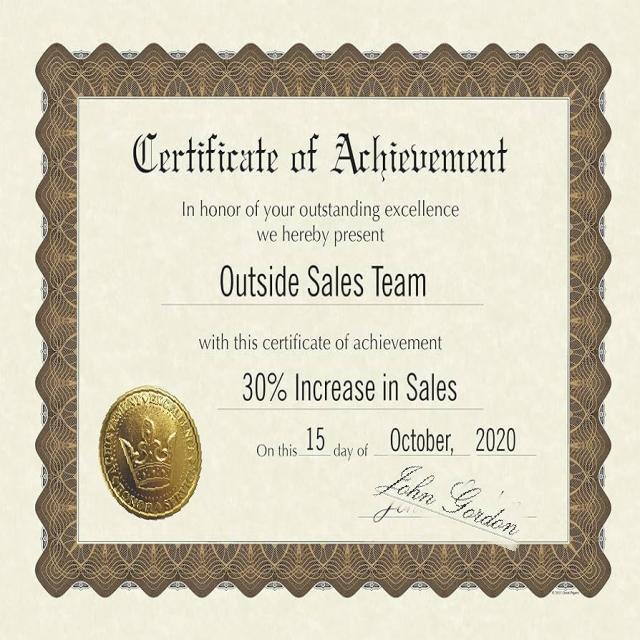 Certificate of Achievement
In honor of your outstanding excellence
we hereby present
Outside Sales Team
with this certificate of achievement
30% Increase in Sales
On this 15 day of October, 2020
John Gordon